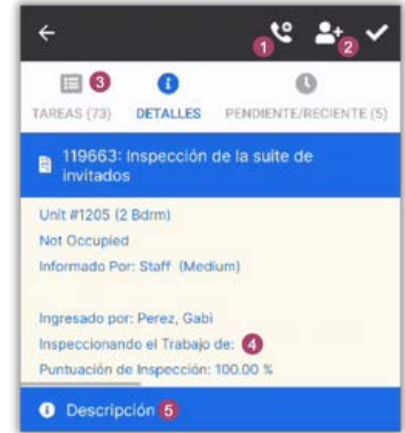 1
2
3
TAREAS (73) DETALLES PENDIENTE/RECIENTE (5)
119663: Inspección de la suite de
invitados
Unit #1205 (2 Bdrm)
Not Occupied
Informado Por: Staff (Medium)
Ingresado por: Perez, Gabi
Inspeccionando el Trabajo de: 4
Puntuación de Inspección: 100.00 %
Descripción 5